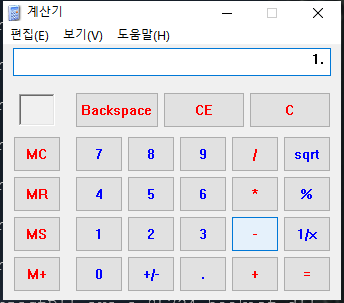 계산기
편집(E) 보기(V) 도움말(H)
1.
Backspace CE C
MC 7 8 9 / sqrt
MR 4 5 6 * %
MS 1 2 3 - 1/x
M+ 0 +/- . + =